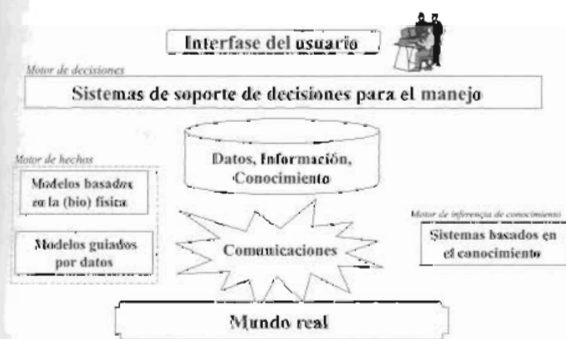 Interfase del usuario
Motor de decisiones
Sistemas de soporte de decisiones para el manejo
Datos, Información,
Conocimiento
Motor de hechos
Modelos basados
en la (bio) física
Motor de inferencia de conocimiento
Sistemas basados en
el conocimiento
Modelos guiados
por datos
Comunicaciones
Mundo real